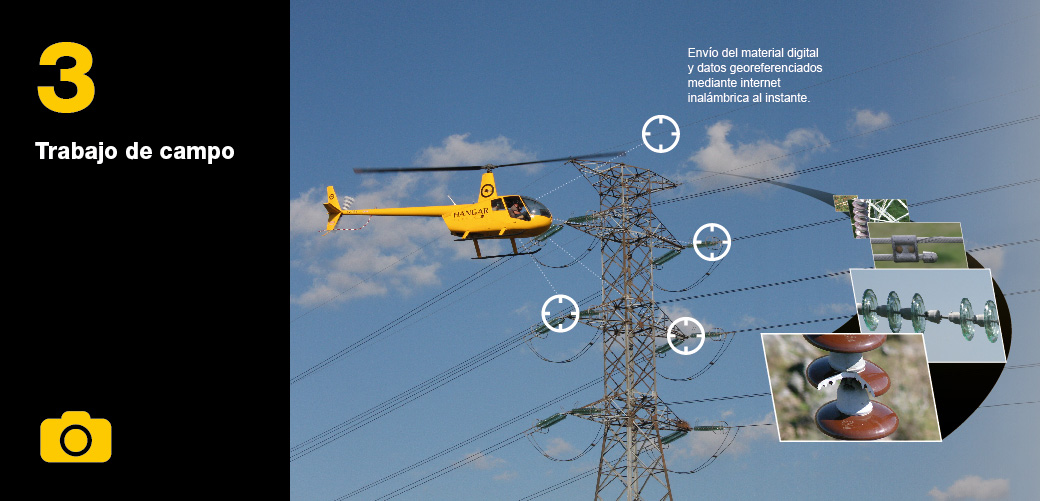 3
Trabajo de campo
Envío del material digital
y datos georeferenciados
mediante internet
inalámbrica al instante.
HANGAR